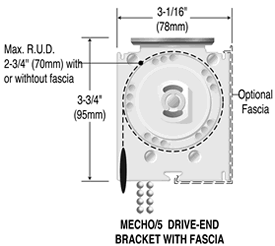 3-1/16"
(78mm)
Max. R.U.D.
2-3/4" (70mm) with
or without fascia
3-3/4"
(95mm)
Optional
Fascia
MECHO/5 DRIVE-END
BRACKET WITH FASCIA